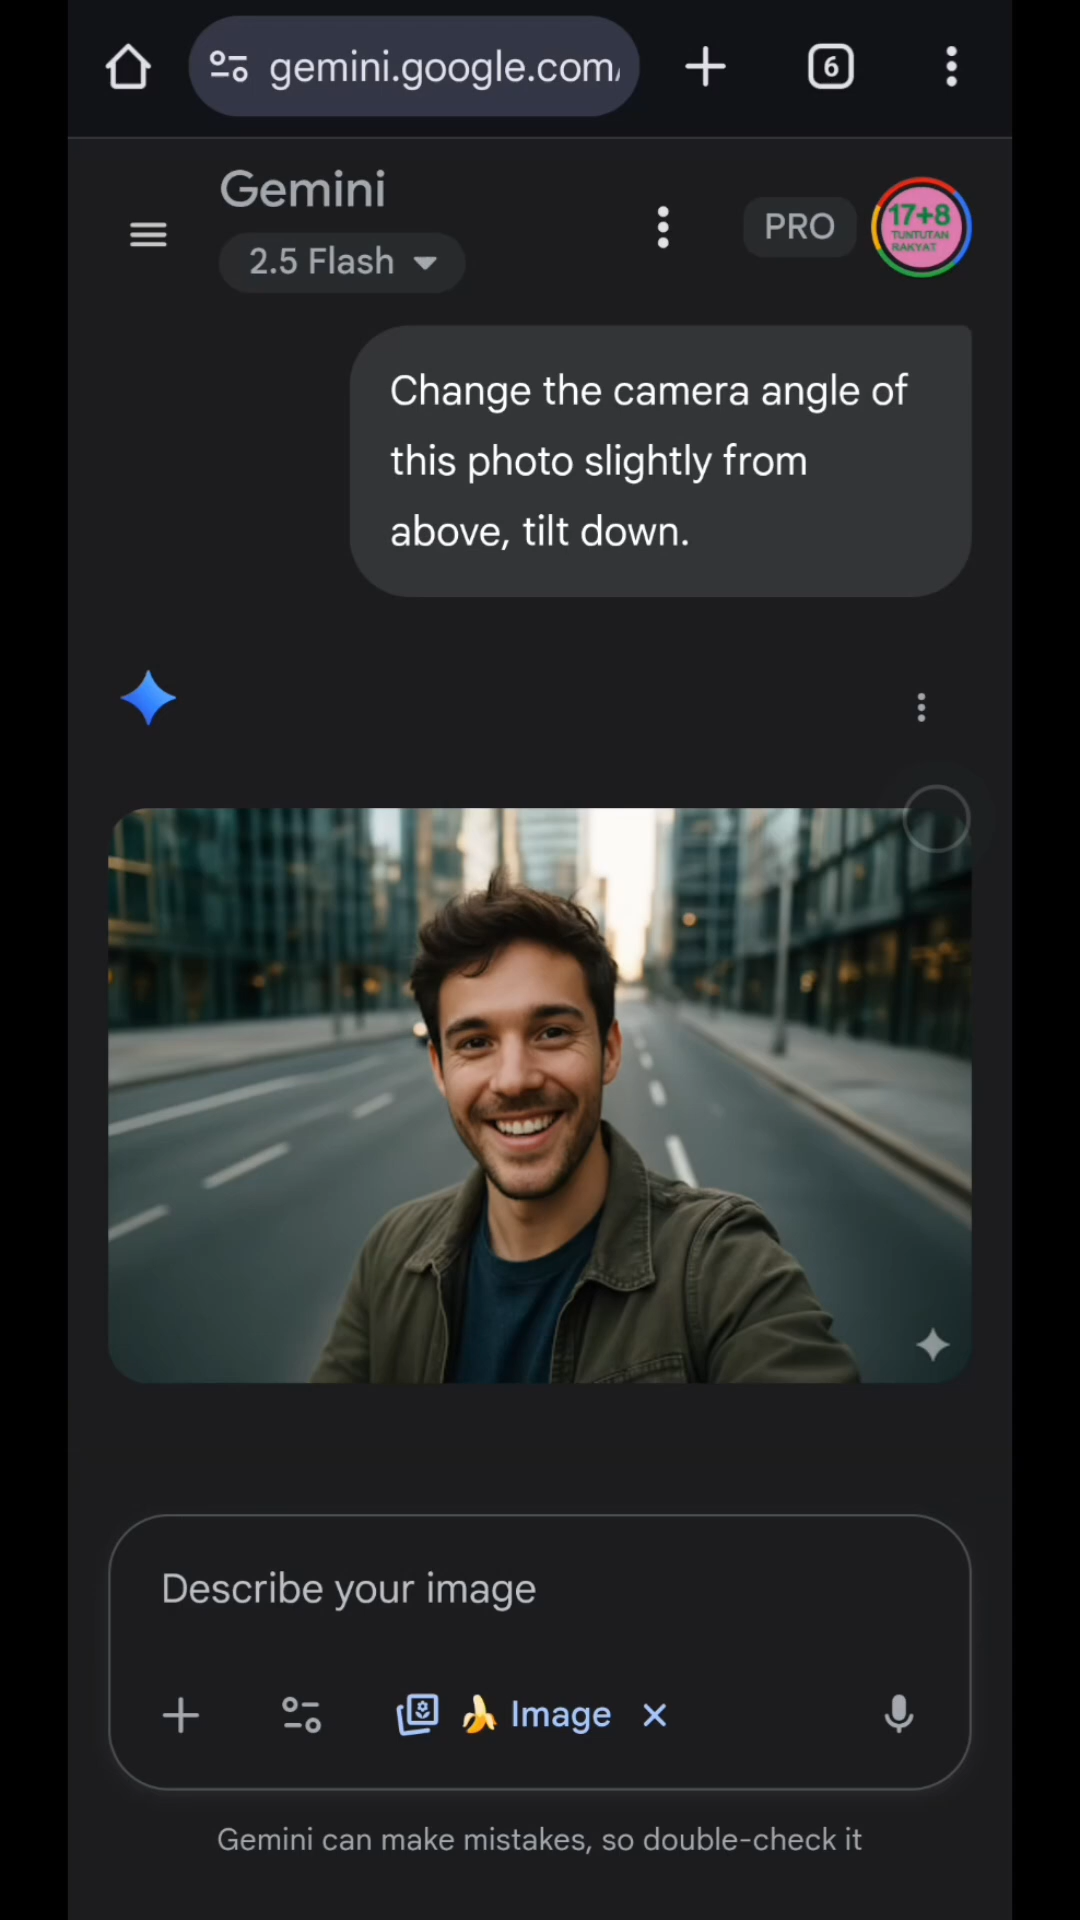 gemini.google.com/
6
Gemini
2.5 Flash
PRO
17+8
TUNTUTAN
RAKYAT
Change the camera angle of
this photo slightly from
above, tilt down.
Describe your image
Image
Gemini can make mistakes, so double-check it